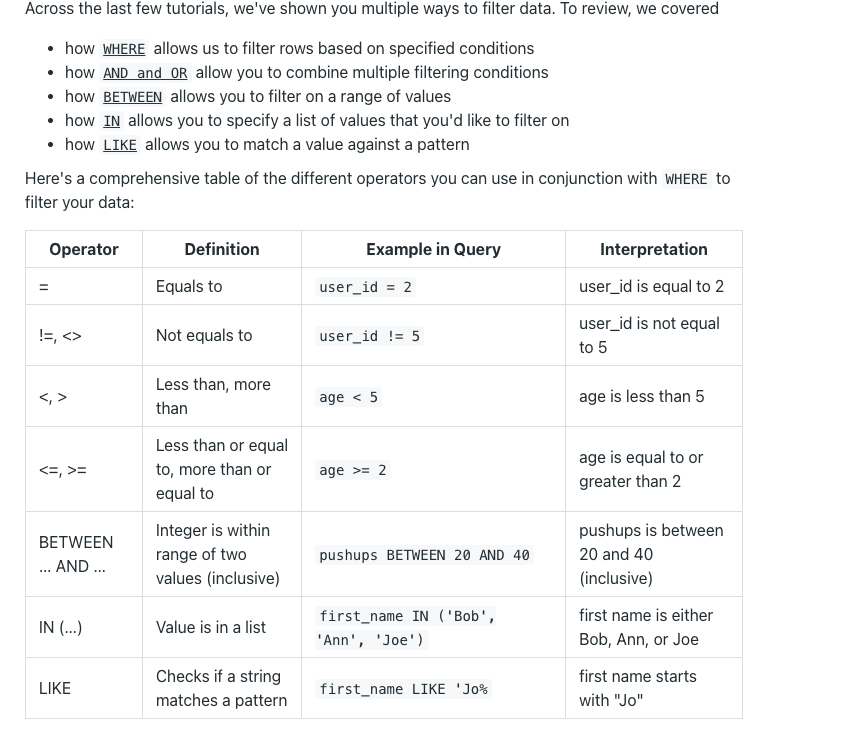 Across the last few tutorials, we've shown you multiple ways to filter data. To review, we covered
• how WHERE allows us to filter rows based on specified conditions
• how AND and OR allow you to combine multiple filtering conditions
• how BETWEEN allows you to filter on a range of values
• how IN allows you to specify a list of values that you'd like to filter on
• how LIKE allows you to match a value against a pattern
Here's a comprehensive table of the different operators you can use in conjunction with WHERE to
filter your data:
Operator Definition Example in Query Interpretation
= Equals to user_id = 2 user_id is equal to 2
!=, <> Not equals to user_id != 5 user_id is not equal
to 5
<, > Less than, more
than age < 5 age is less than 5
<=, >= Less than or equal
to, more than or
equal to age >= 2 age is equal to or
greater than 2
BETWEEN
... AND ... Integer is within
range of two
values (inclusive) pushups BETWEEN 20 AND 40 pushups is between
20 and 40
(inclusive)
IN (...) Value is in a list first_name IN ('Bob',
'Ann', 'Joe') first name is either
Bob, Ann, or Joe
LIKE Checks if a string
matches a pattern first_name LIKE 'Jo% first name starts
with "Jo"